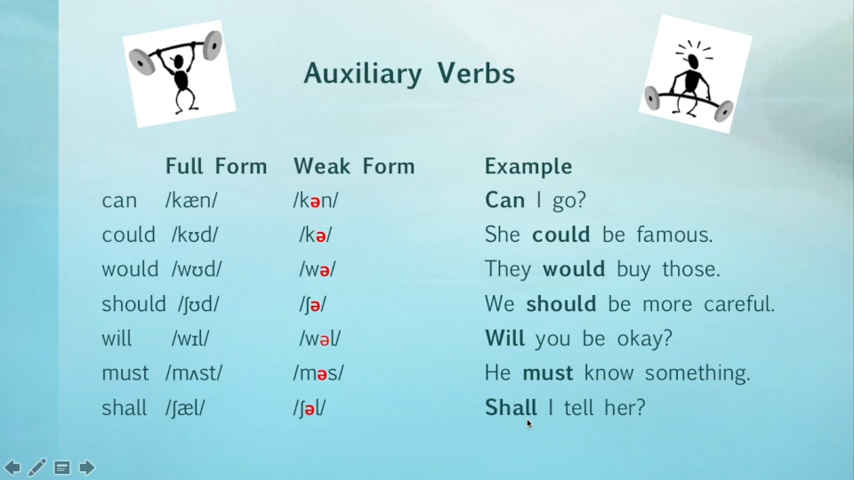 Auxiliary Verbs
Full Form Weak Form Example
can /kæn/ /kən/ Can I go?
could /kʊd/ /kə/ She could be famous.
would /wʊd/ /wə/ They would buy those.
should /ʃʊd/ /ʃə/ We should be more careful.
will /wɪl/ /wəl/ Will you be okay?
must /mʌst/ /məs/ He must know something.
shall /ʃæl/ /ʃəl/ Shall I tell her?